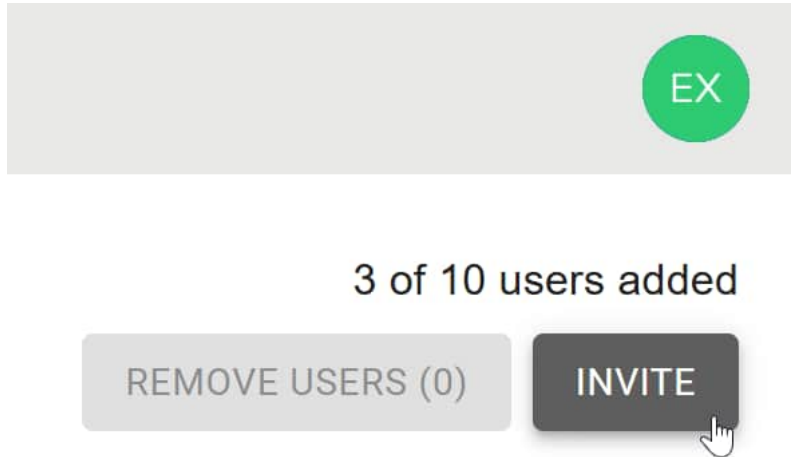 EX
3 of 10 users added
REMOVE USERS (0) INVITE